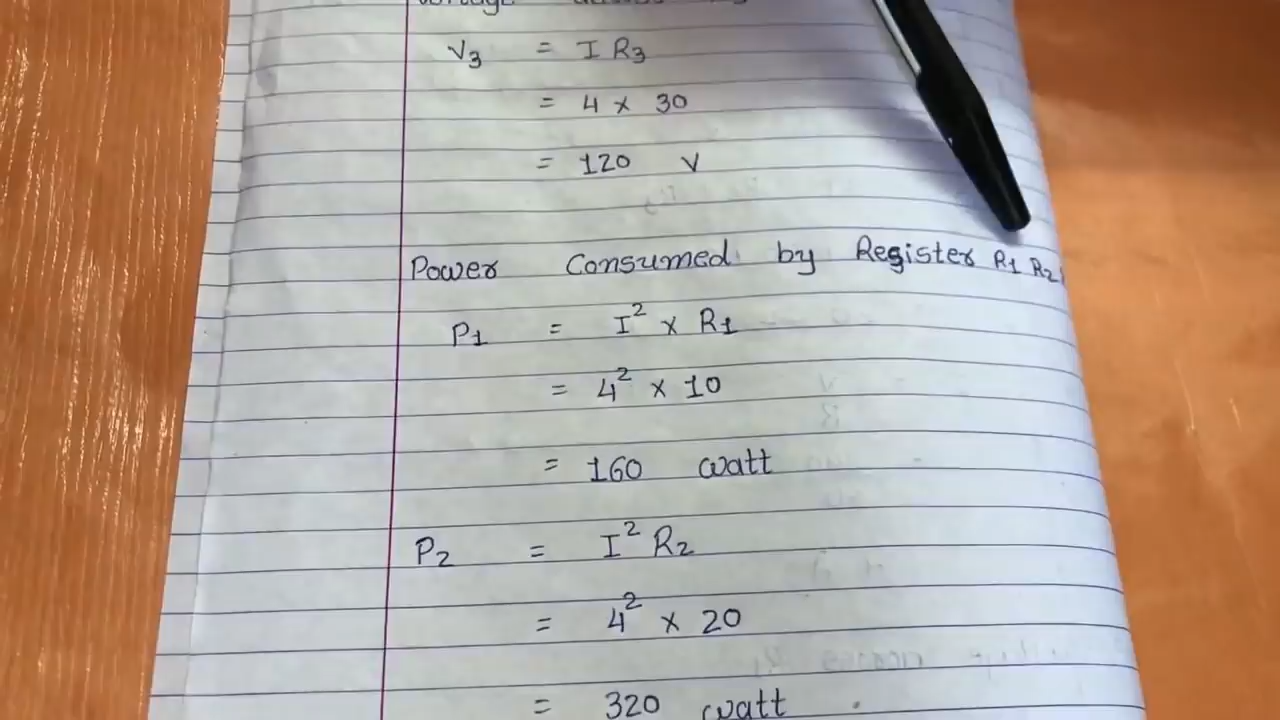 V3 = I R3
= 4 x 30
= 120 V
Power Consumed by Register R1 R2
P1 = I² x R1
= 4² x 10
= 160 watt
P2 = I² R2
= 4² x 20
= 320 watt